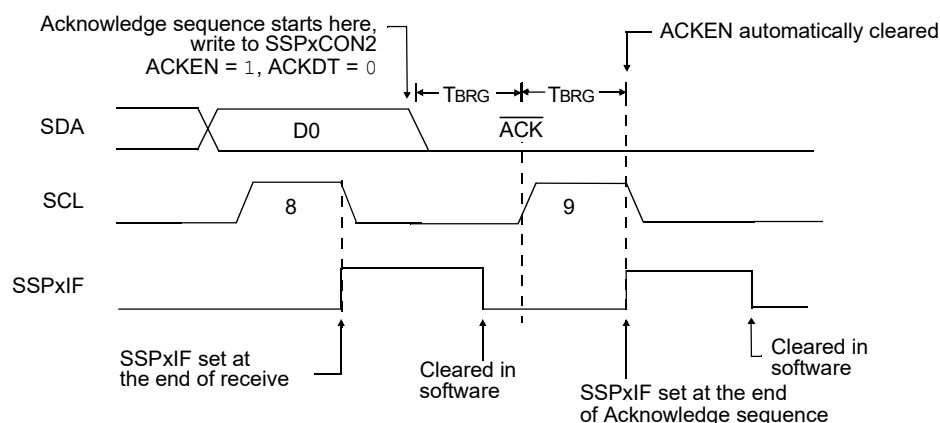 Acknowledge sequence starts here,
write to SSPxCON2
ACKEN = 1, ACKDT = 0
ACKEN automatically cleared
TBRG
TBRG
SDA
D0
ACK
SCL
8
9
SSPxIF
SSPxIF set at
the end of receive
Cleared in
software
SSPxIF set at the end
of Acknowledge sequence
Cleared in
software